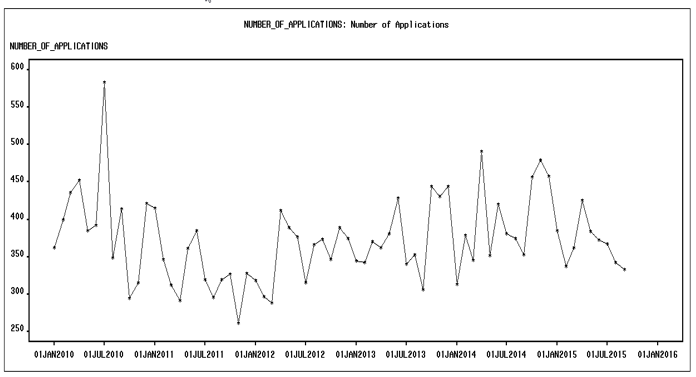 NUMBER_OF_APPLICATIONS: Number of Applications
NUMBER_OF_APPLICATIONS
600
550
500
450
400
350
300
250
01JAN2010 01JUL2010 01JAN2011 01JUL2011 01JAN2012 01JUL2012 01JAN2013 01JUL2013 01JAN2014 01JUL2014 01JAN2015 01JUL2015 01JAN2016